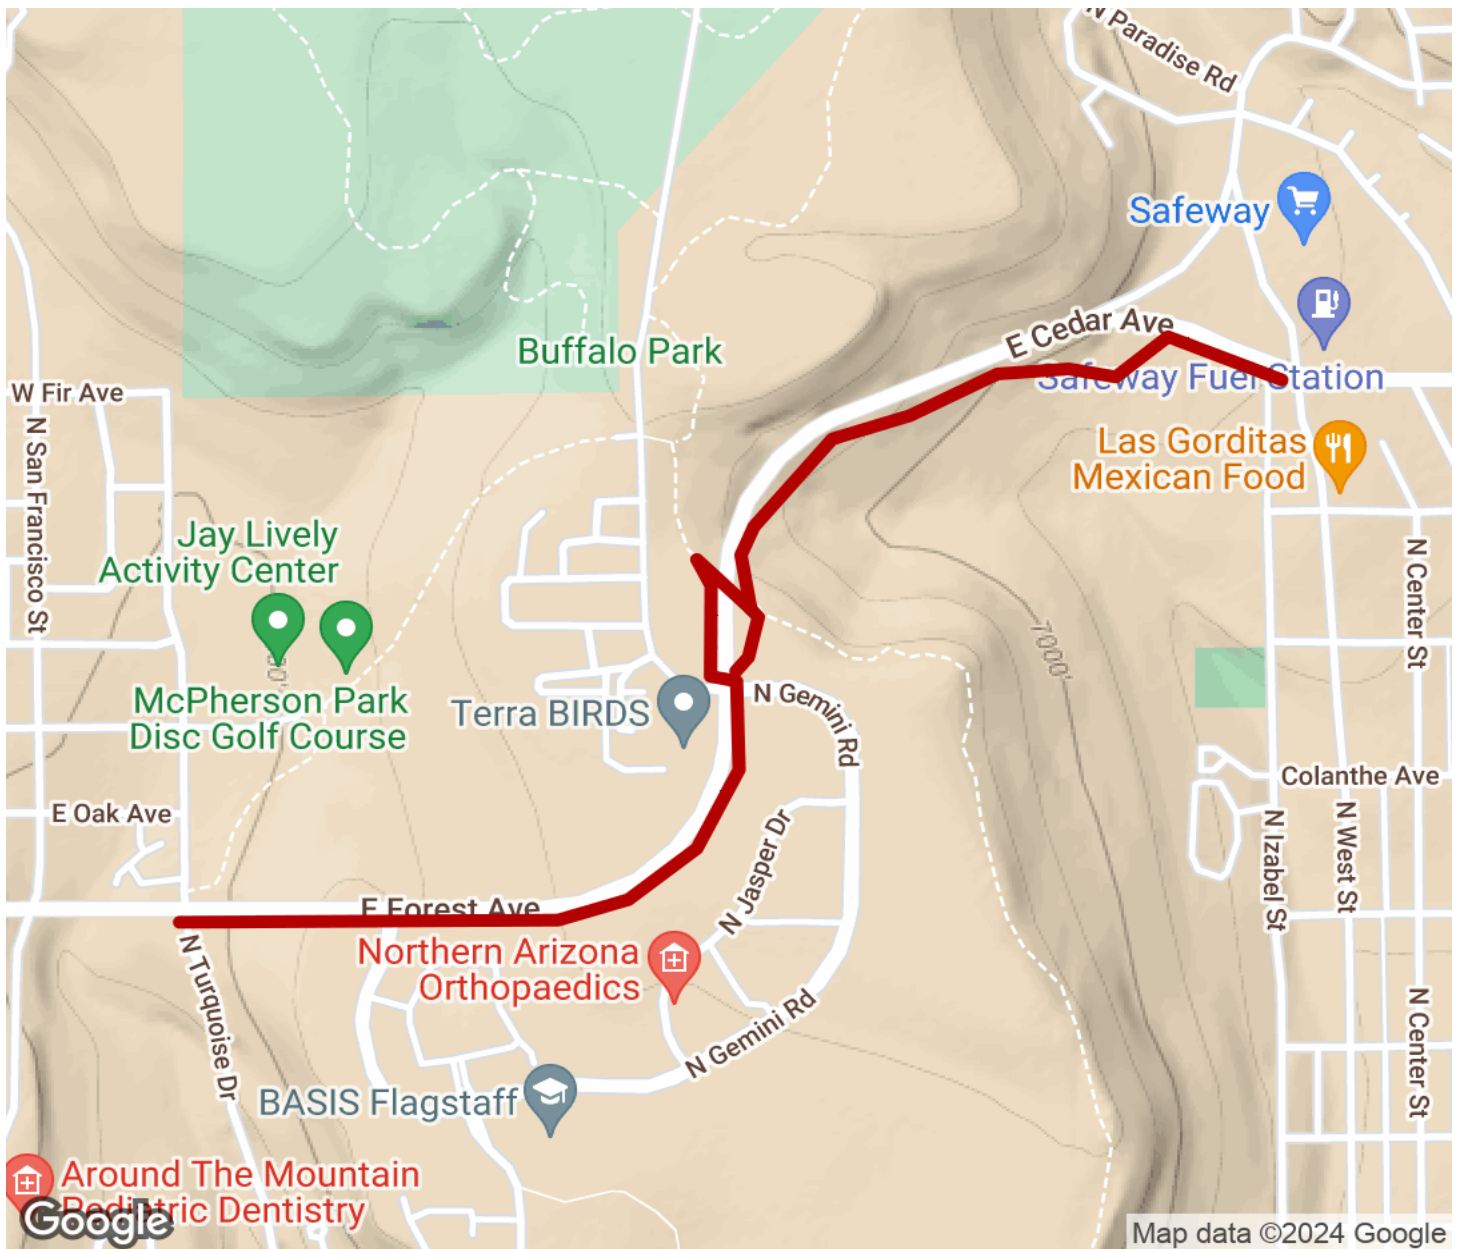 N Paradise Rd
Safeway
E Cedar Ave
Buffalo Park
Safeway Fuel Station
W Fir Ave
N San Francisco St
Las Gorditas
Mexican Food
Jay Lively
Activity Center
N Center St
7000'
McPherson Park
Disc Golf Course
Terra BIRDS
N Gemini Rd
Colanthe Ave
E Oak Ave
N Jasper Dr
N Izabel St
N West St
E Forest Ave
Northern Arizona
Orthopaedics
N Turquoise Dr
N Gemini Rd
N Center St
BASIS Flagstaff
Around The Mountain
Pediatric Dentistry
Google
Map data ©2024 Google